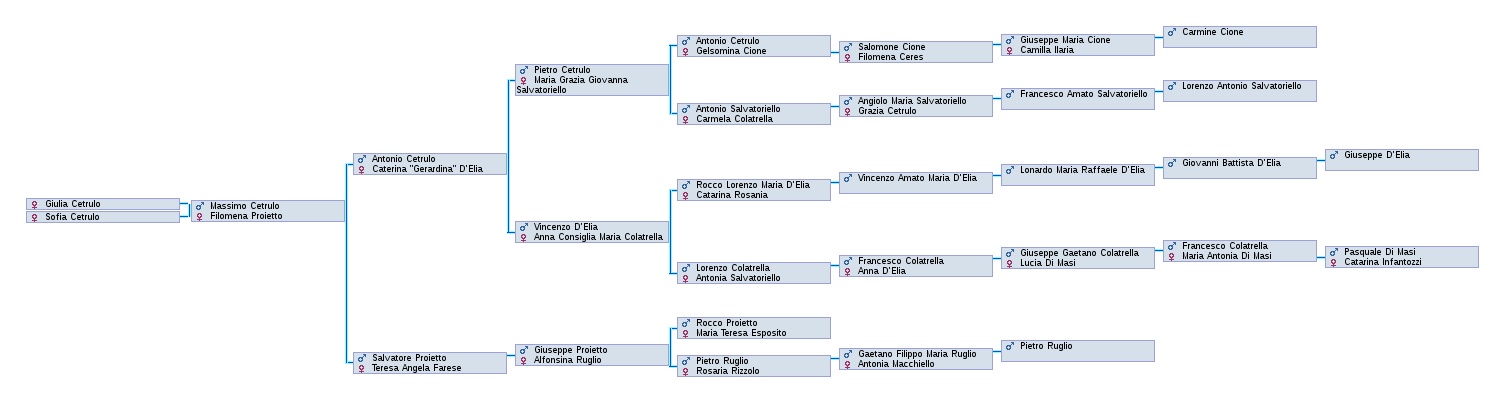 Giulia Cetrulo
Sofia Cetrulo
Massimo Cetrulo
Filomena Proietto
Antonio Cetrulo
Caterina "Gerardina" D'Elia
Salvatore Proietto
Teresa Angela Farese
Pietro Cetrulo
Maria Grazia Giovanna
Salvatoriello
Vincenzo D'Elia
Anna Consiglia Maria Colatrella
Giuseppe Proietto
Alfonsina Ruglio
Antonio Cetrulo
Gelsomina Cione
Antonio Salvatoriello
Carmela Colatrella
Rocco Lorenzo Maria D'Elia
Catarina Rosania
Lorenzo Colatrella
Antonia Salvatoriello
Rocco Proietto
Maria Teresa Esposito
Pietro Ruglio
Rosaria Rizzolo
Salomone Cione
Filomena Ceres
Angiolo Maria Salvatoriello
Grazia Cetrulo
Vincenzo Amato Maria D'Elia
Francesco Colatrella
Anna D'Elia
Gaetano Filippo Maria Ruglio
Antonia Macchiello
Giuseppe Maria Cione
Camilla Ilaria
Francesco Amato Salvatoriello
Lonardo Maria Raffaele D'Elia
Giuseppe Gaetano Colatrella
Lucia Di Masi
Pietro Ruglio
Carmine Cione
Lorenzo Antonio Salvatoriello
Giovanni Battista D'Elia
Francesco Colatrella
Maria Antonia Di Masi
Giuseppe D'Elia
Pasquale Di Masi
Catarina Infantozzi